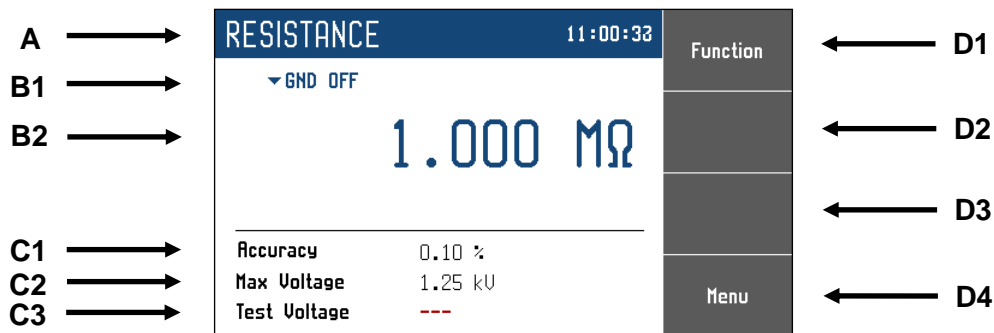 A RESISTANCE 11:00:32 Function D1
B1 GND OFF
B2 1.000 MΩ D2
D3
C1 Accuracy 0.10 %
C2 Max Voltage 1.25 kV Menu D4
C3 Test Voltage ---